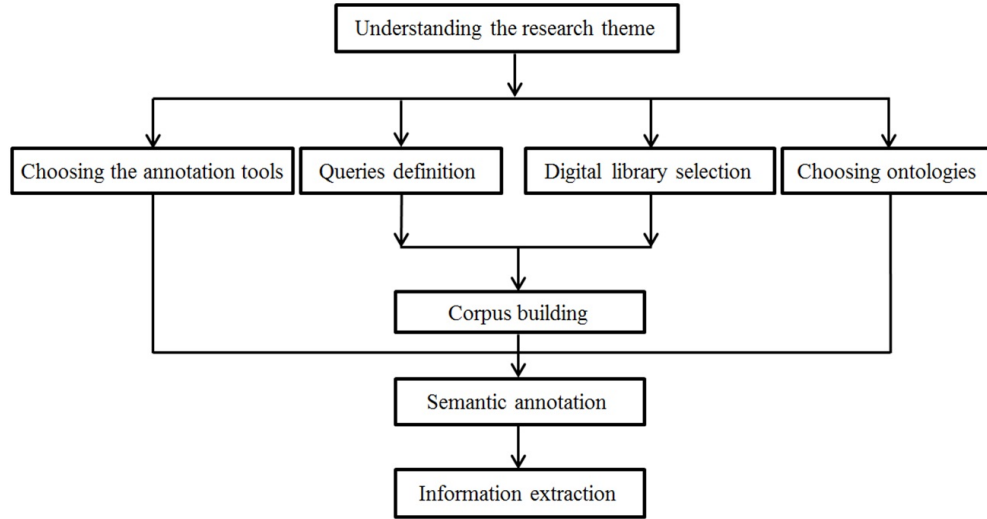 Understanding the research theme
Choosing the annotation tools
Queries definition
Digital library selection
Choosing ontologies
Corpus building
Semantic annotation
Information extraction